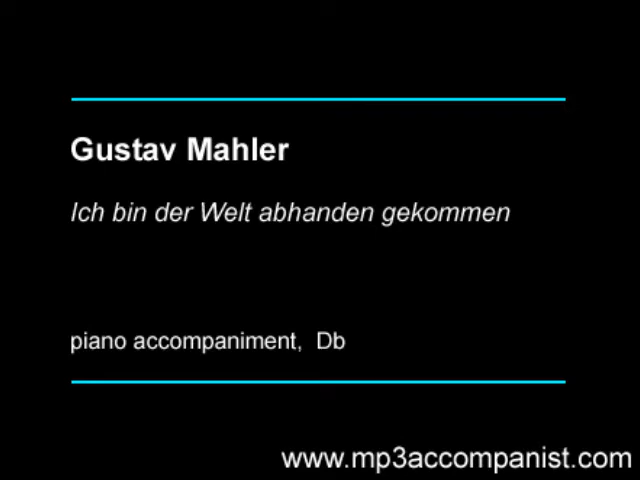 Gustav Mahler
Ich bin der Welt abhanden gekommen
piano accompaniment,  Db
www.mp3accompanist.com